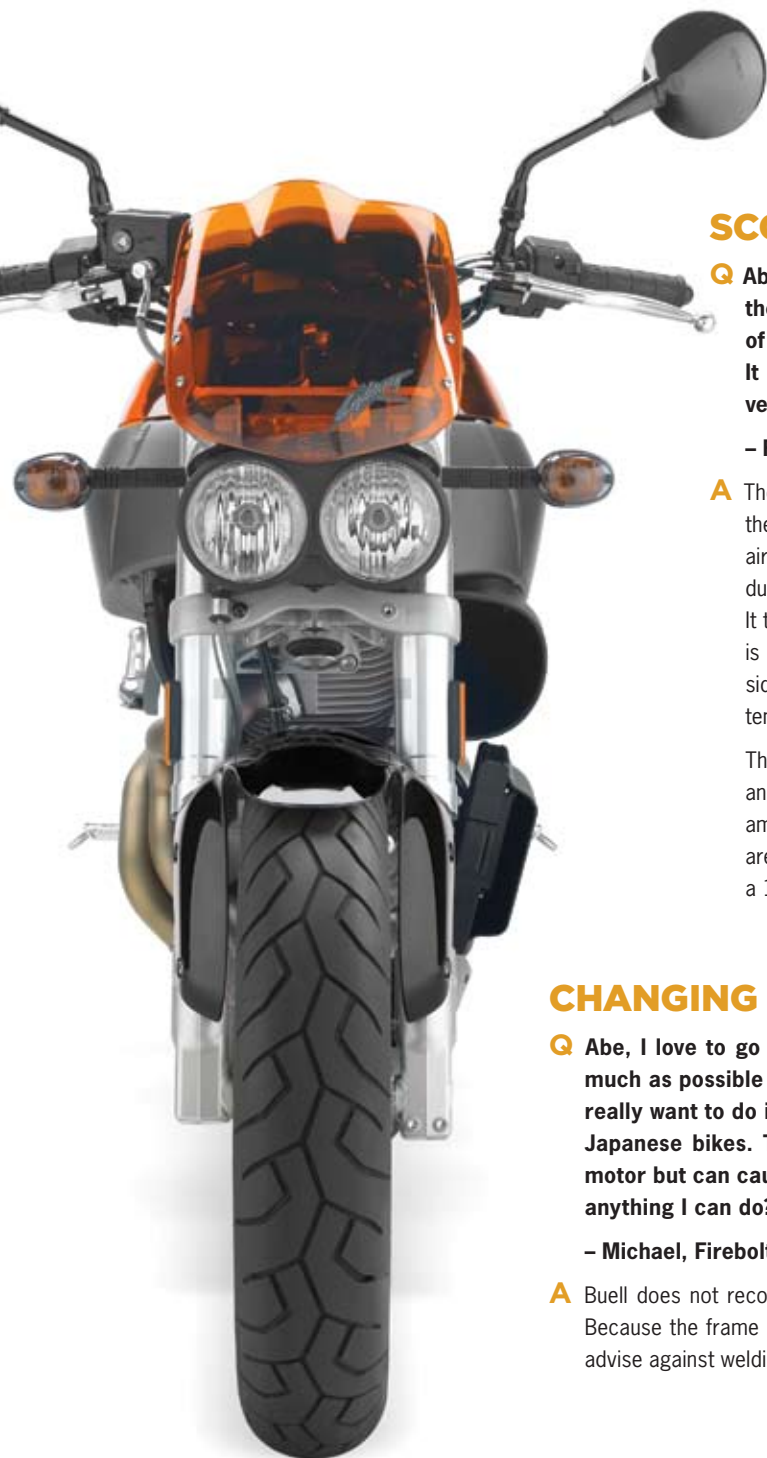 SCO
Q Ab
the
of
It
ve
–
A The
the
air
du
It t
is
sid
ter
Th
an
am
are
a 1
CHANGING
Q Abe, I love to go
much as possible
really want to do i
Japanese bikes. T
motor but can cau
anything I can do?
– Michael, Firebolt
A Buell does not reco
Because the frame
advise against weldi